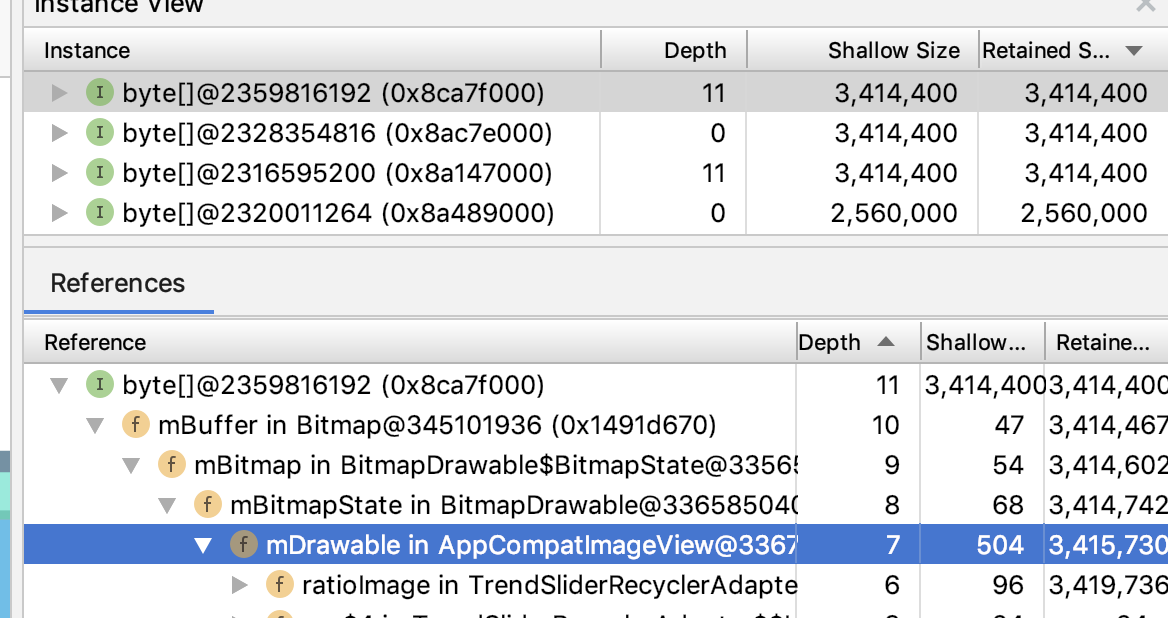 Instance View
Instance Depth Shallow Size Retained S...
byte[]@2359816192 (0x8ca7f000) 11 3,414,400 3,414,400
byte[]@2328354816 (0x8ac7e000) 0 3,414,400 3,414,400
byte[]@2316595200 (0x8a147000) 11 3,414,400 3,414,400
byte[]@2320011264 (0x8a489000) 0 2,560,000 2,560,000
References
Reference Depth Shallow... Retaine...
byte[]@2359816192 (0x8ca7f000) 11 3,414,400 3,414,400
mBuffer in Bitmap@345101936 (0x1491d670) 10 47 3,414,467
mBitmap in BitmapDrawable$BitmapState@33565 9 54 3,414,602
mBitmapState in BitmapDrawable@336585040 8 68 3,414,742
mDrawable in AppCompatImageView@3367 7 504 3,415,730
ratioImage in TrendSliderRecyclerAdapte 6 96 3,419,736